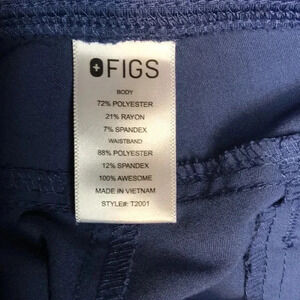 FIGS
BODY
72% POLYESTER
21% RAYON
7% SPANDEX
WAISTBAND
88% POLYESTER
12% SPANDEX
100% AWESOME
MADE IN VIETNAM
STYLE#: T2001